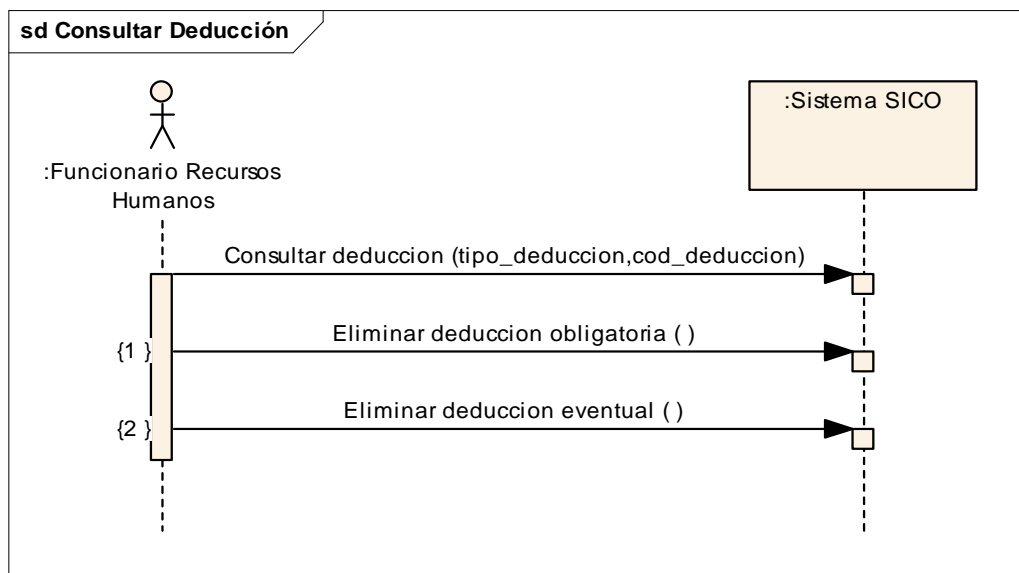 sd Consultar Deducción
:Sistema SICO
:Funcionario Recursos
Humanos
Consultar deduccion (tipo_deduccion,cod_deduccion)
Eliminar deduccion obligatoria ( )
{1 }
Eliminar deduccion eventual ( )
{2 }